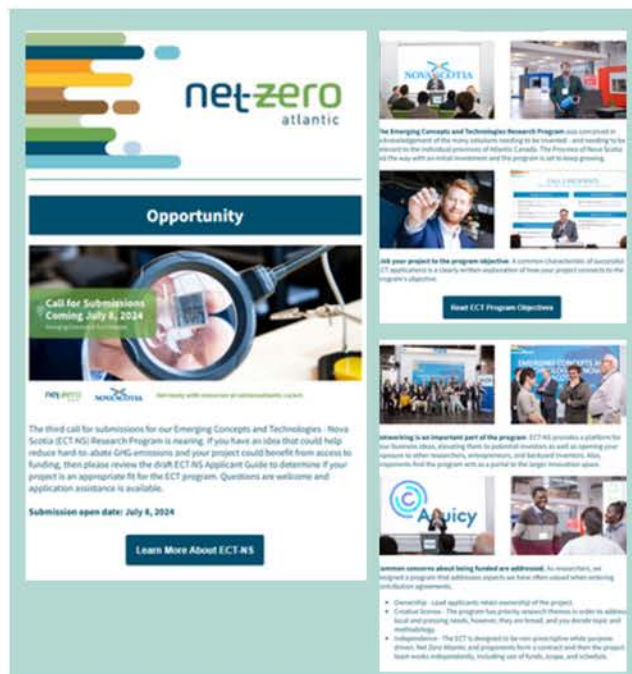 net-zero
atlantic
Opportunity
Call for Submissions
Coming July 8, 2024
net-zero
NOVA SCOTIA
The third call for submissions for our Emerging Concepts and Technologies - Nova
Scotia (ECT-NS) Research Program is nearing. If you have an idea that could help
reduce hard-to-abate GHG emissions and your project could benefit from access to
funding, then please review the draft ECT-NS Applicant Guide to determine if your
project is an appropriate fit for the ECT program. Questions are welcome and
application assistance is available.
Submission open date: July 8, 2024
Learn More About ECT-NS
NOVA SCOTIA
The Emerging Concepts and Technologies Research Program was conceived in
acknowledgement of the many solutions needing to be invented - and needing to be
relevant to the individual provinces of Atlantic Canada. The Province of Nova Scotia
led the way with an initial investment and the program is set to keep growing.
CALL 2 RECIPIENTS
Link your project to the program objective. A common characteristic of successful
ECT applications is a clearly written explanation of how your project connects to the
program's objective.
Read ECT Program Objectives
EMERGING CONCEPTS
Networking is an important part of the program. ECT-NS provides a platform for
your business ideas, elevating them to potential investors as well as opening your
exposure to other researchers, entrepreneurs, and backyard inventors. Also,
proponents find the program acts as a portal to the larger innovation space.
Common concerns about being funded are addressed. As researchers, we
designed a program that addresses aspects we have often valued when entering
contribution agreements.
Ownership - Lead applicants retain ownership of the project.
Creative license - The program has priority research themes in order to address
local and pressing needs, however, they are broad, and you decide topic and
methodology.
Independence - The ECT is designed to be non-prescriptive while purpose
driven. Net Zero Atlantic and proponents form a contract and then the project
team works independently, including use of funds, scope, and schedule.